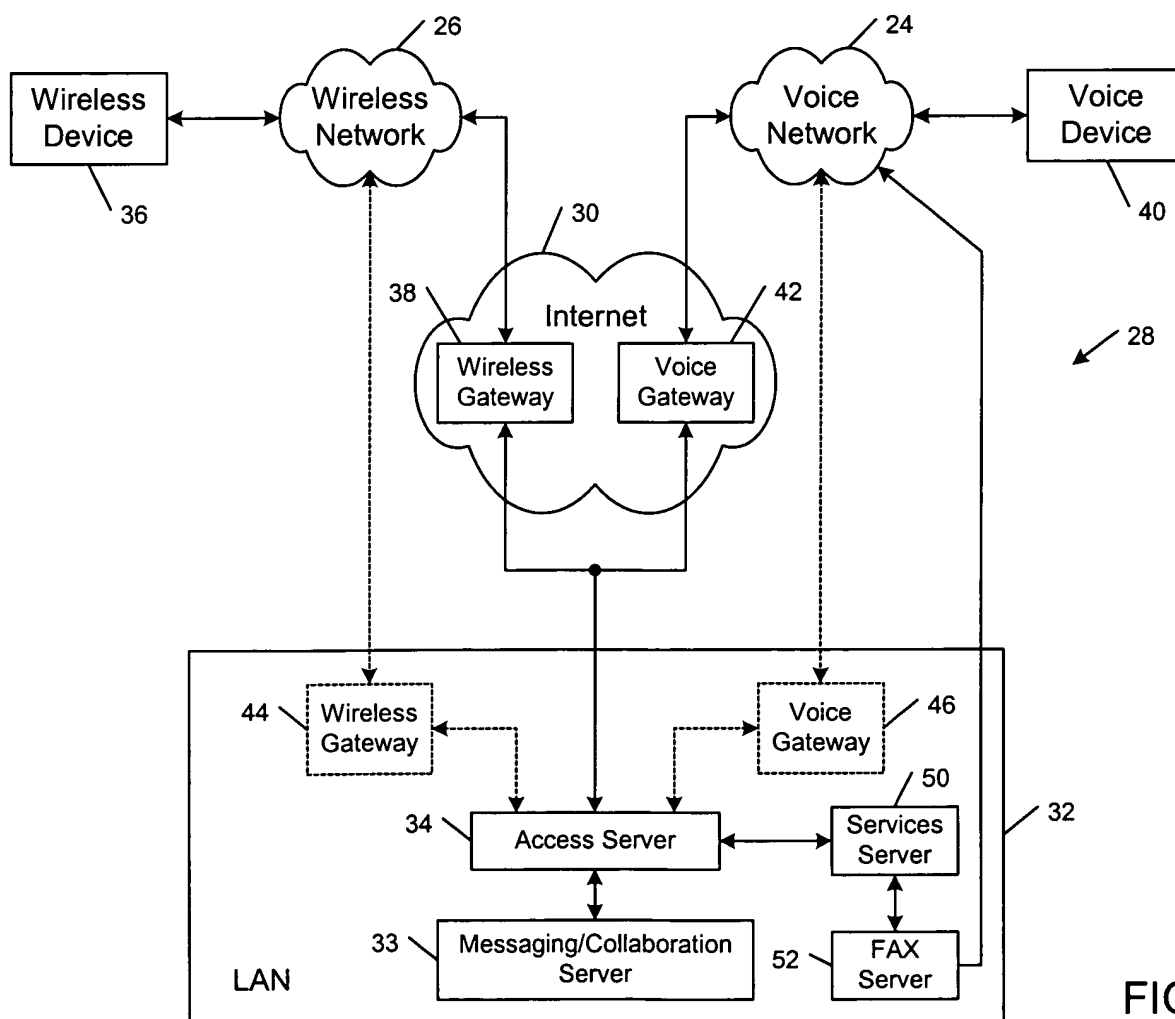 26
24
Wireless
Device
Wireless
Network
Voice
Network
Voice
Device
36
40
30
38
Internet
42
28
Wireless
Gateway
Voice
Gateway
44
Wireless
Gateway
Voice
Gateway
46
50
32
34
Access Server
Services
Server
33
Messaging/Collaboration
Server
52
FAX
Server
LAN
FIG